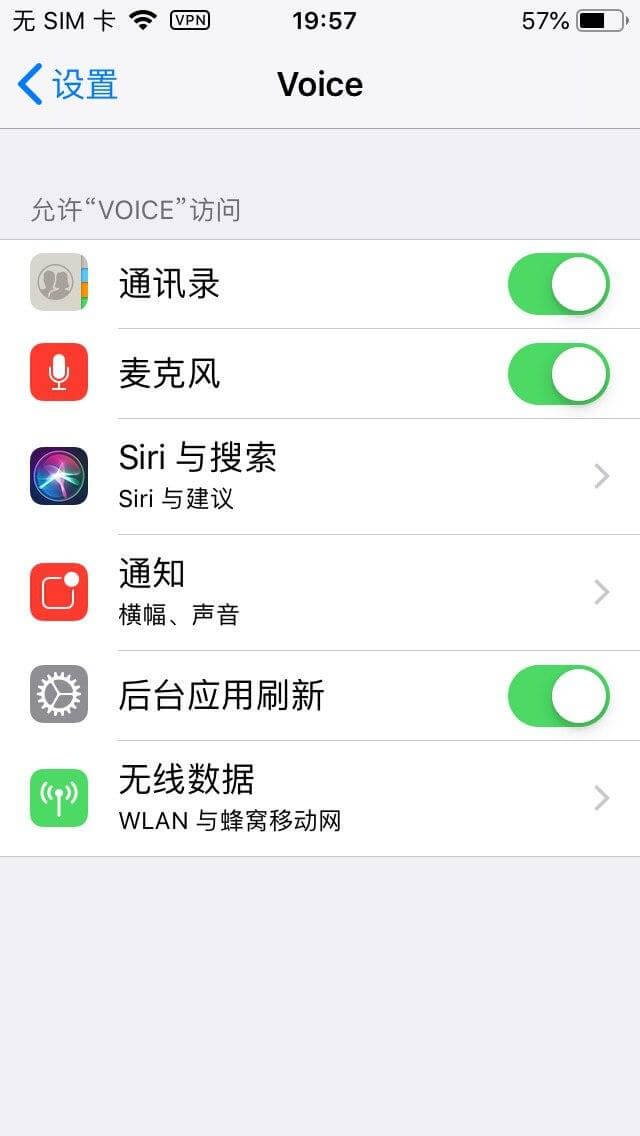 无 SIM 卡 VPN 19:57 57%
设置 Voice
允许“VOICE”访问
通讯录
麦克风
Siri 与搜索
Siri 与建议
通知
横幅、声音
后台应用刷新
无线数据
WLAN 与蜂窝移动网